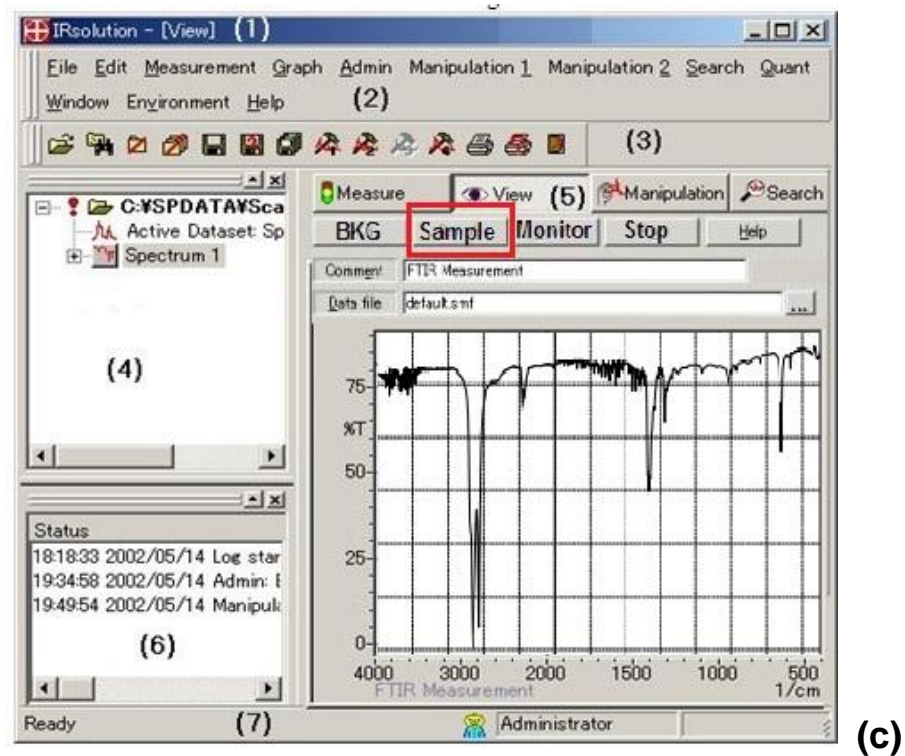 IRsolution - [View] (1)
File Edit Measurement Graph Admin Manipulation 1 Manipulation 2 Search Quant
Window Environment Help (2)
(3)
C:¥SPDATA¥Sca
Active Dataset: Sp
Spectrum 1
(4)
Measure View (5) Manipulation Search
BKG Sample Monitor Stop Help
Comment FTIR Measurement
Data file default.smf ...
75
%T
50
25
0
4000 3000 2000 1500 1000 500
FTIR Measurement 1/cm
Status
18:18:33 2002/05/14 Log star
19:34:58 2002/05/14 Admin:
19:49:54 2002/05/14 Manipul
(6)
Ready (7) Administrator
(c)